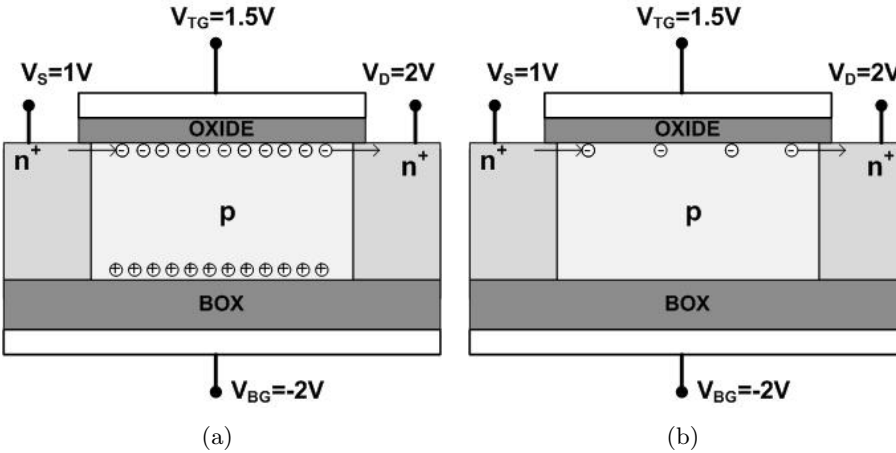 V_TG=1.5V V_TG=1.5V
V_S=1V V_D=2V V_S=1V V_D=2V
OXIDE OXIDE
n+ n+ n+ n+
p p
BOX BOX
V_BG=-2V V_BG=-2V
(a) (b)